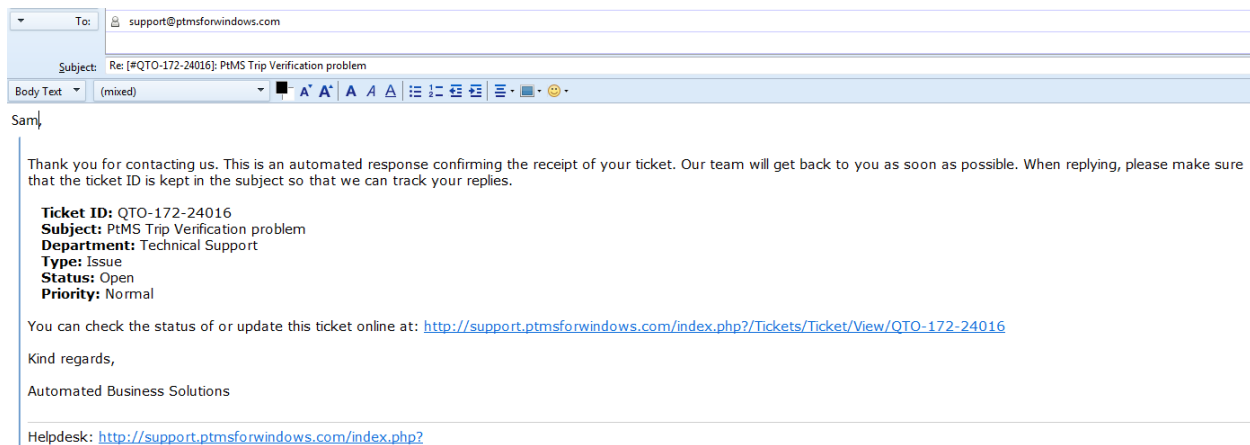 To: support@ptmsforwindows.com
Subject: Re: [#QTO-172-24016]: PtMS Trip Verification problem
Body Text (mixed) A A A A A
Sam,
Thank you for contacting us. This is an automated response confirming the receipt of your ticket. Our team will get back to you as soon as possible. When replying, please make sure
that the ticket ID is kept in the subject so that we can track your replies.
Ticket ID: QTO-172-24016
Subject: PtMS Trip Verification problem
Department: Technical Support
Type: Issue
Status: Open
Priority: Normal
You can check the status of or update this ticket online at: http://support.ptmsforwindows.com/index.php?/Tickets/Ticket/View/QTO-172-24016
Kind regards,
Automated Business Solutions
Helpdesk: http://support.ptmsforwindows.com/index.php?